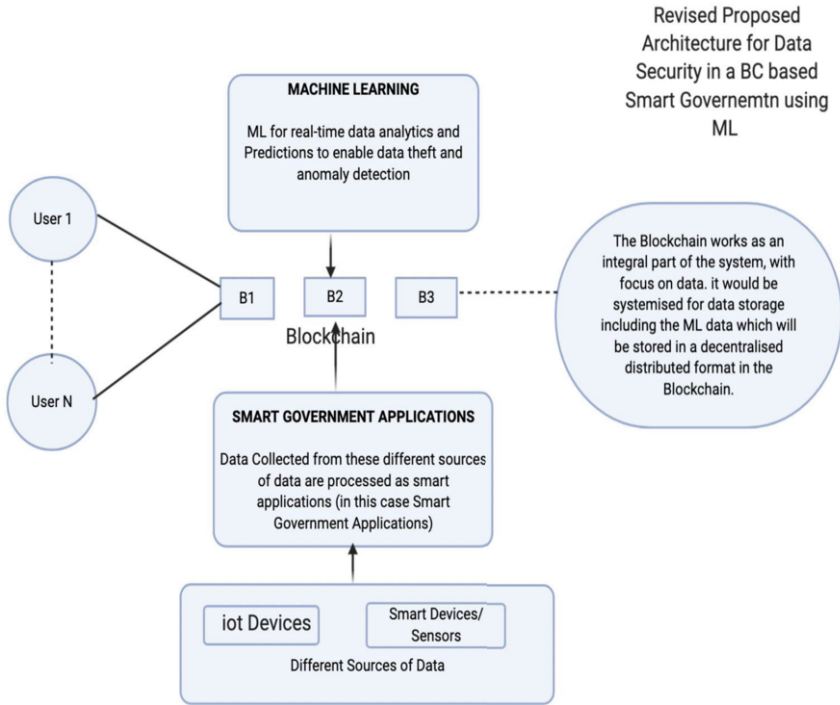 Revised Proposed
Architecture for Data
Security in a BC based
Smart Governemtn using
ML
MACHINE LEARNING
ML for real-time data analytics and
Predictions to enable data theft and
anomaly detection
User 1
User N
B1
B2
B3
Blockchain
The Blockchain works as an
integral part of the system, with
focus on data. it would be
systemised for data storage
including the ML data which will
be stored in a decentralised
distributed format in the
Blockchain.
SMART GOVERNMENT APPLICATIONS
Data Collected from these different sources
of data are processed as smart
applications (in this case Smart
Government Applications)
iot Devices
Smart Devices/
Sensors
Different Sources of Data